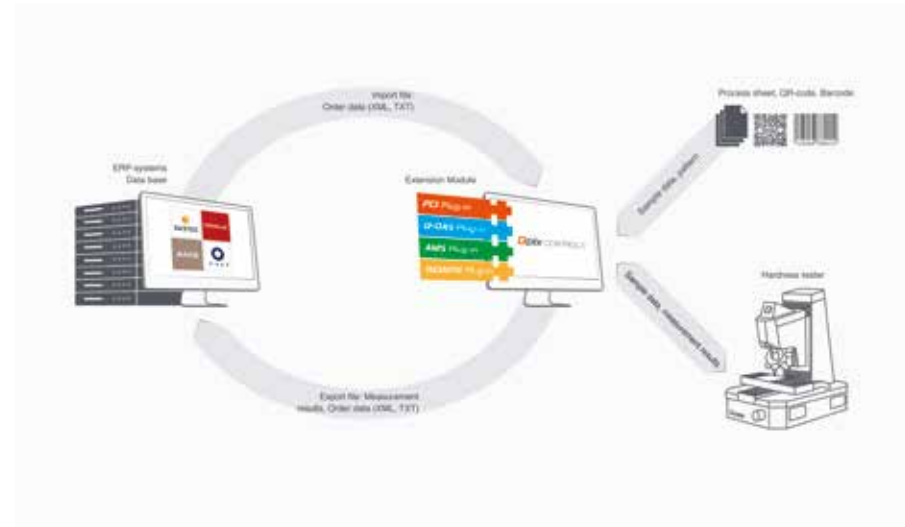 Import file:
Order data (XML, TXT)
Process sheet, QR-code, Barcode
ERP-systems
Data base
Extension Module
Sample data, pattern
PCI Plug-in
Plug-in
AMS Plug-in
Plug-in
CONTROLS
Hardness tester
Sample data, measurement results
Export file: Measurement
results, Order data (XML, TXT)